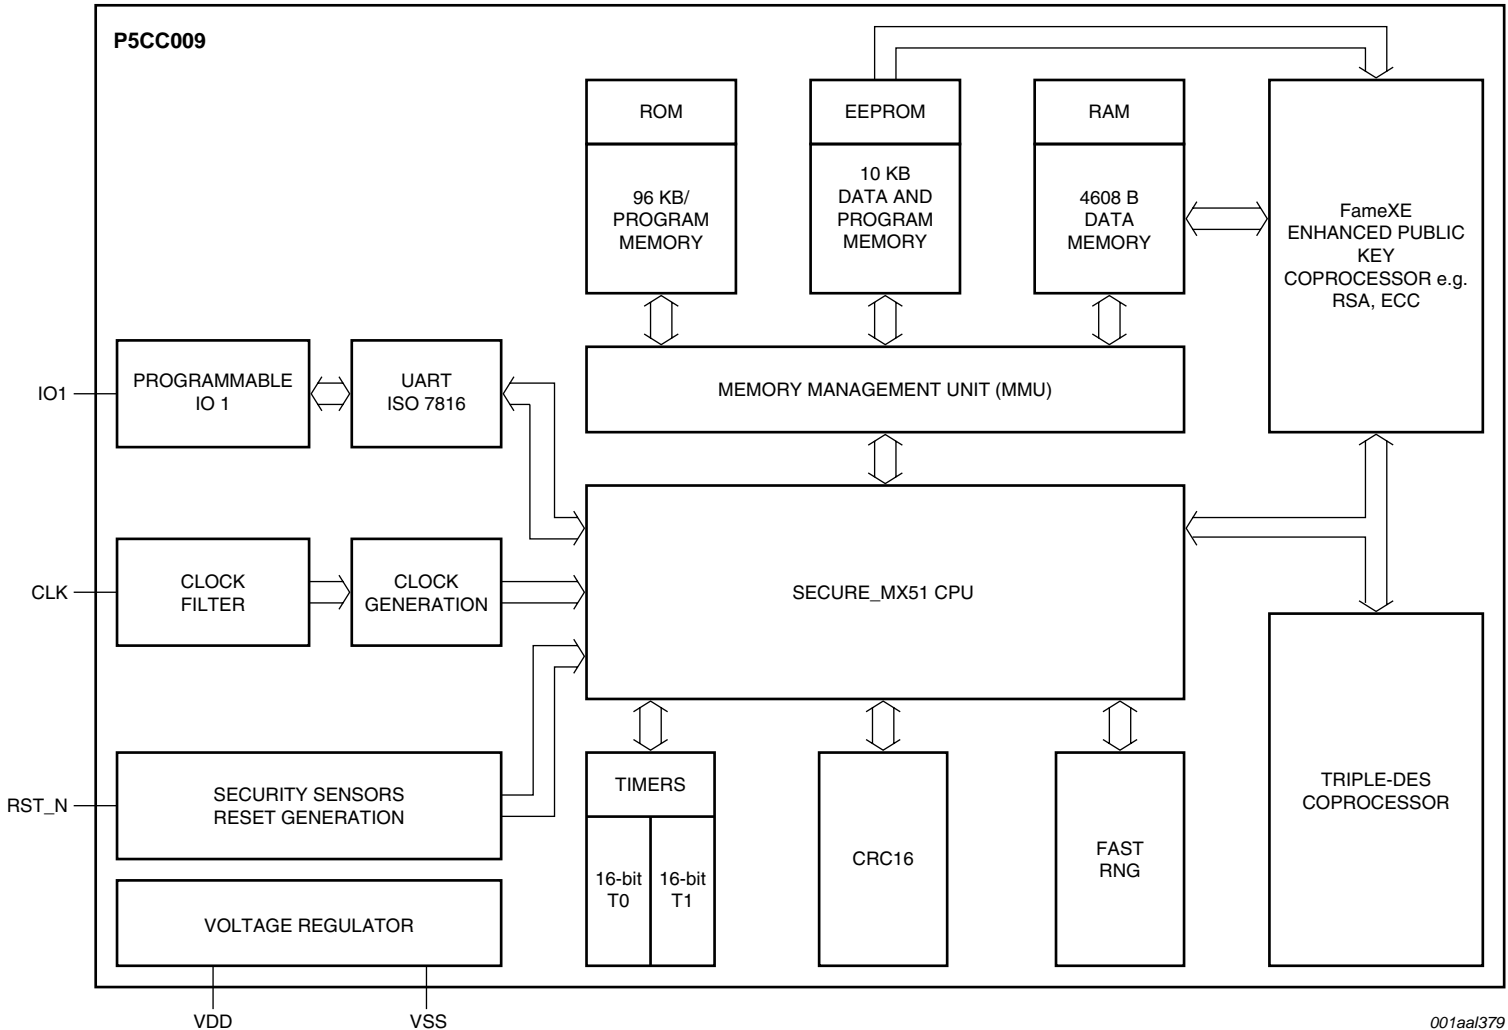 P5CC009
ROM
96 KB/
PROGRAM
MEMORY
EEPROM
10 KB
DATA AND
PROGRAM
MEMORY
RAM
4608 B
DATA
MEMORY
FameXE
ENHANCED PUBLIC
KEY
COPROCESSOR e.g.
RSA, ECC
IO1
PROGRAMMABLE
IO 1
UART
ISO 7816
MEMORY MANAGEMENT UNIT (MMU)
CLK
CLOCK
FILTER
CLOCK
GENERATION
SECURE_MX51 CPU
RST_N
SECURITY SENSORS
RESET GENERATION
TIMERS
16-bit
T0
16-bit
T1
CRC16
FAST
RNG
TRIPLE-DES
COPROCESSOR
VOLTAGE REGULATOR
VDD
VSS
001aal379